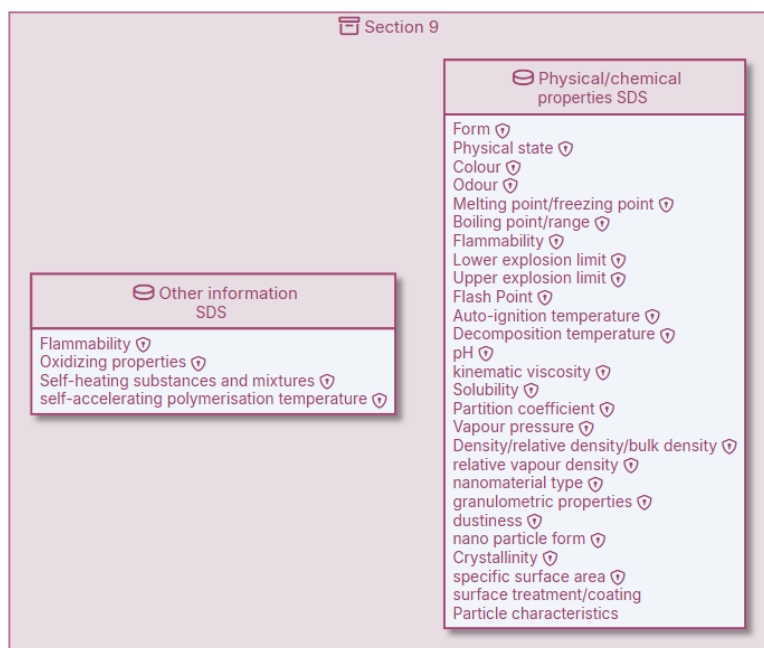 Section 9
Physical/chemical
properties SDS
Form
Physical state
Colour
Odour
Melting point/freezing point
Boiling point/range
Flammability
Lower explosion limit
Upper explosion limit
Flash Point
Auto-ignition temperature
Decomposition temperature
pH
kinematic viscosity
Solubility
Partition coefficient
Vapour pressure
Density/relative density/bulk density
relative vapour density
nanomaterial type
granulometric properties
dustiness
nano particle form
Crystallinity
specific surface area
surface treatment/coating
Particle characteristics
Other information
SDS
Flammability
Oxidizing properties
Self-heating substances and mixtures
self-accelerating polymerisation temperature